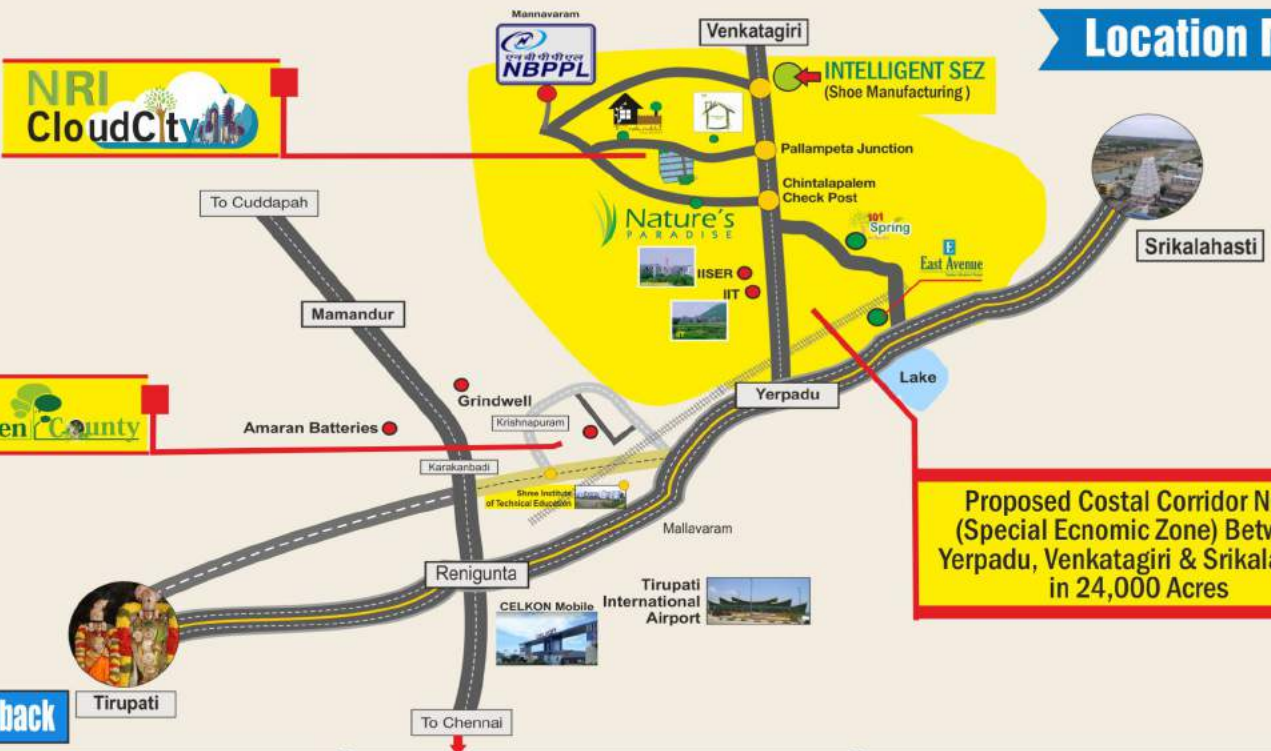 Location
Mannavaram
एनबीपीपीएल
NBPPL
Venkatagiri
INTELLIGENT SEZ
(Shoe Manufacturing )
NRI
CloudCity
Pallampeta Junction
Chintalapalem
Check Post
To Cuddapah
Nature's
PARADISE
101
Spring
E
East Avenue
Srikalahasti
IISER
IIT
Mamandur
Lake
Yerpadu
Grindwell
Krishnapuram
County
Amaran Batteries
Karakanbadi
Shree Institute
of Technical Education
Mallavaram
Proposed Costal Corridor
(Special Ecnomic Zone)
Yerpadu, Venkatagiri &
in 24,000 Acres
Renigunta
Tirupati
International
Airport
CELKON Mobile
Tirupati
back
To Chennai